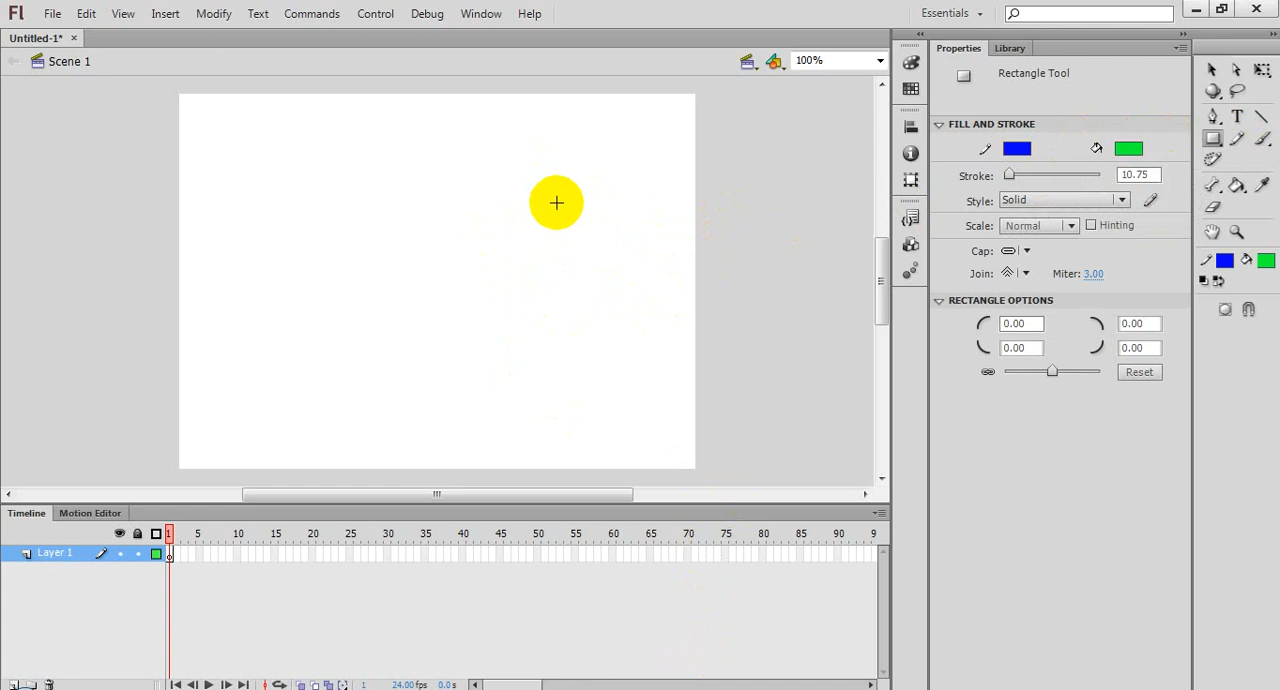 Fl File Edit View Insert Modify Text Commands Control Debug Window Help Essentials
Untitled-1* ×
Scene 1 100%
Properties Library
Rectangle Tool
FILL AND STROKE
Stroke: 10.75
Style: Solid
Scale: Normal Hinting
Cap:
Join: Miter: 3.00
RECTANGLE OPTIONS
0.00 0.00
0.00 0.00
Reset
Timeline Motion Editor
1 5 10 15 20 25 30 35 40 45 50 55 60 65 70 75 80 85 90 9
Layer 1
1 24.00 fps 0.0 s